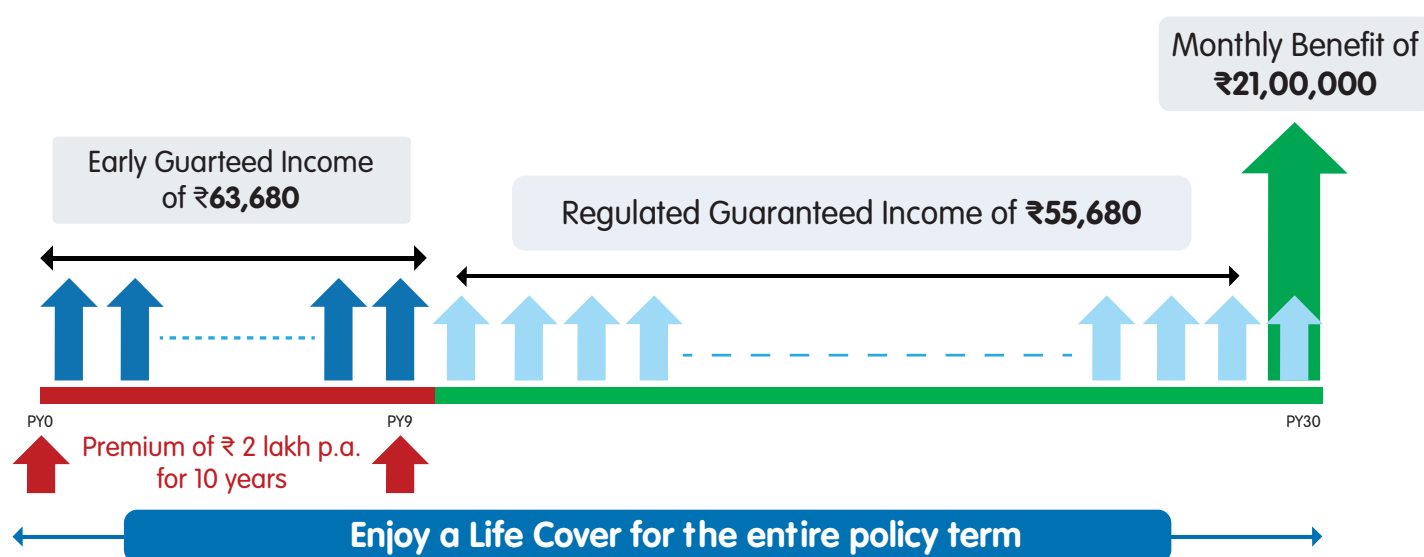 Monthly Benefit of
₹21,00,000
Early Guarteed Income
of ₹63,680
Regulated Guaranteed Income of ₹55,680
PY0
PY9
PY30
Premium of ₹ 2 lakh p.a.
for 10 years
Enjoy a Life Cover for the entire policy term